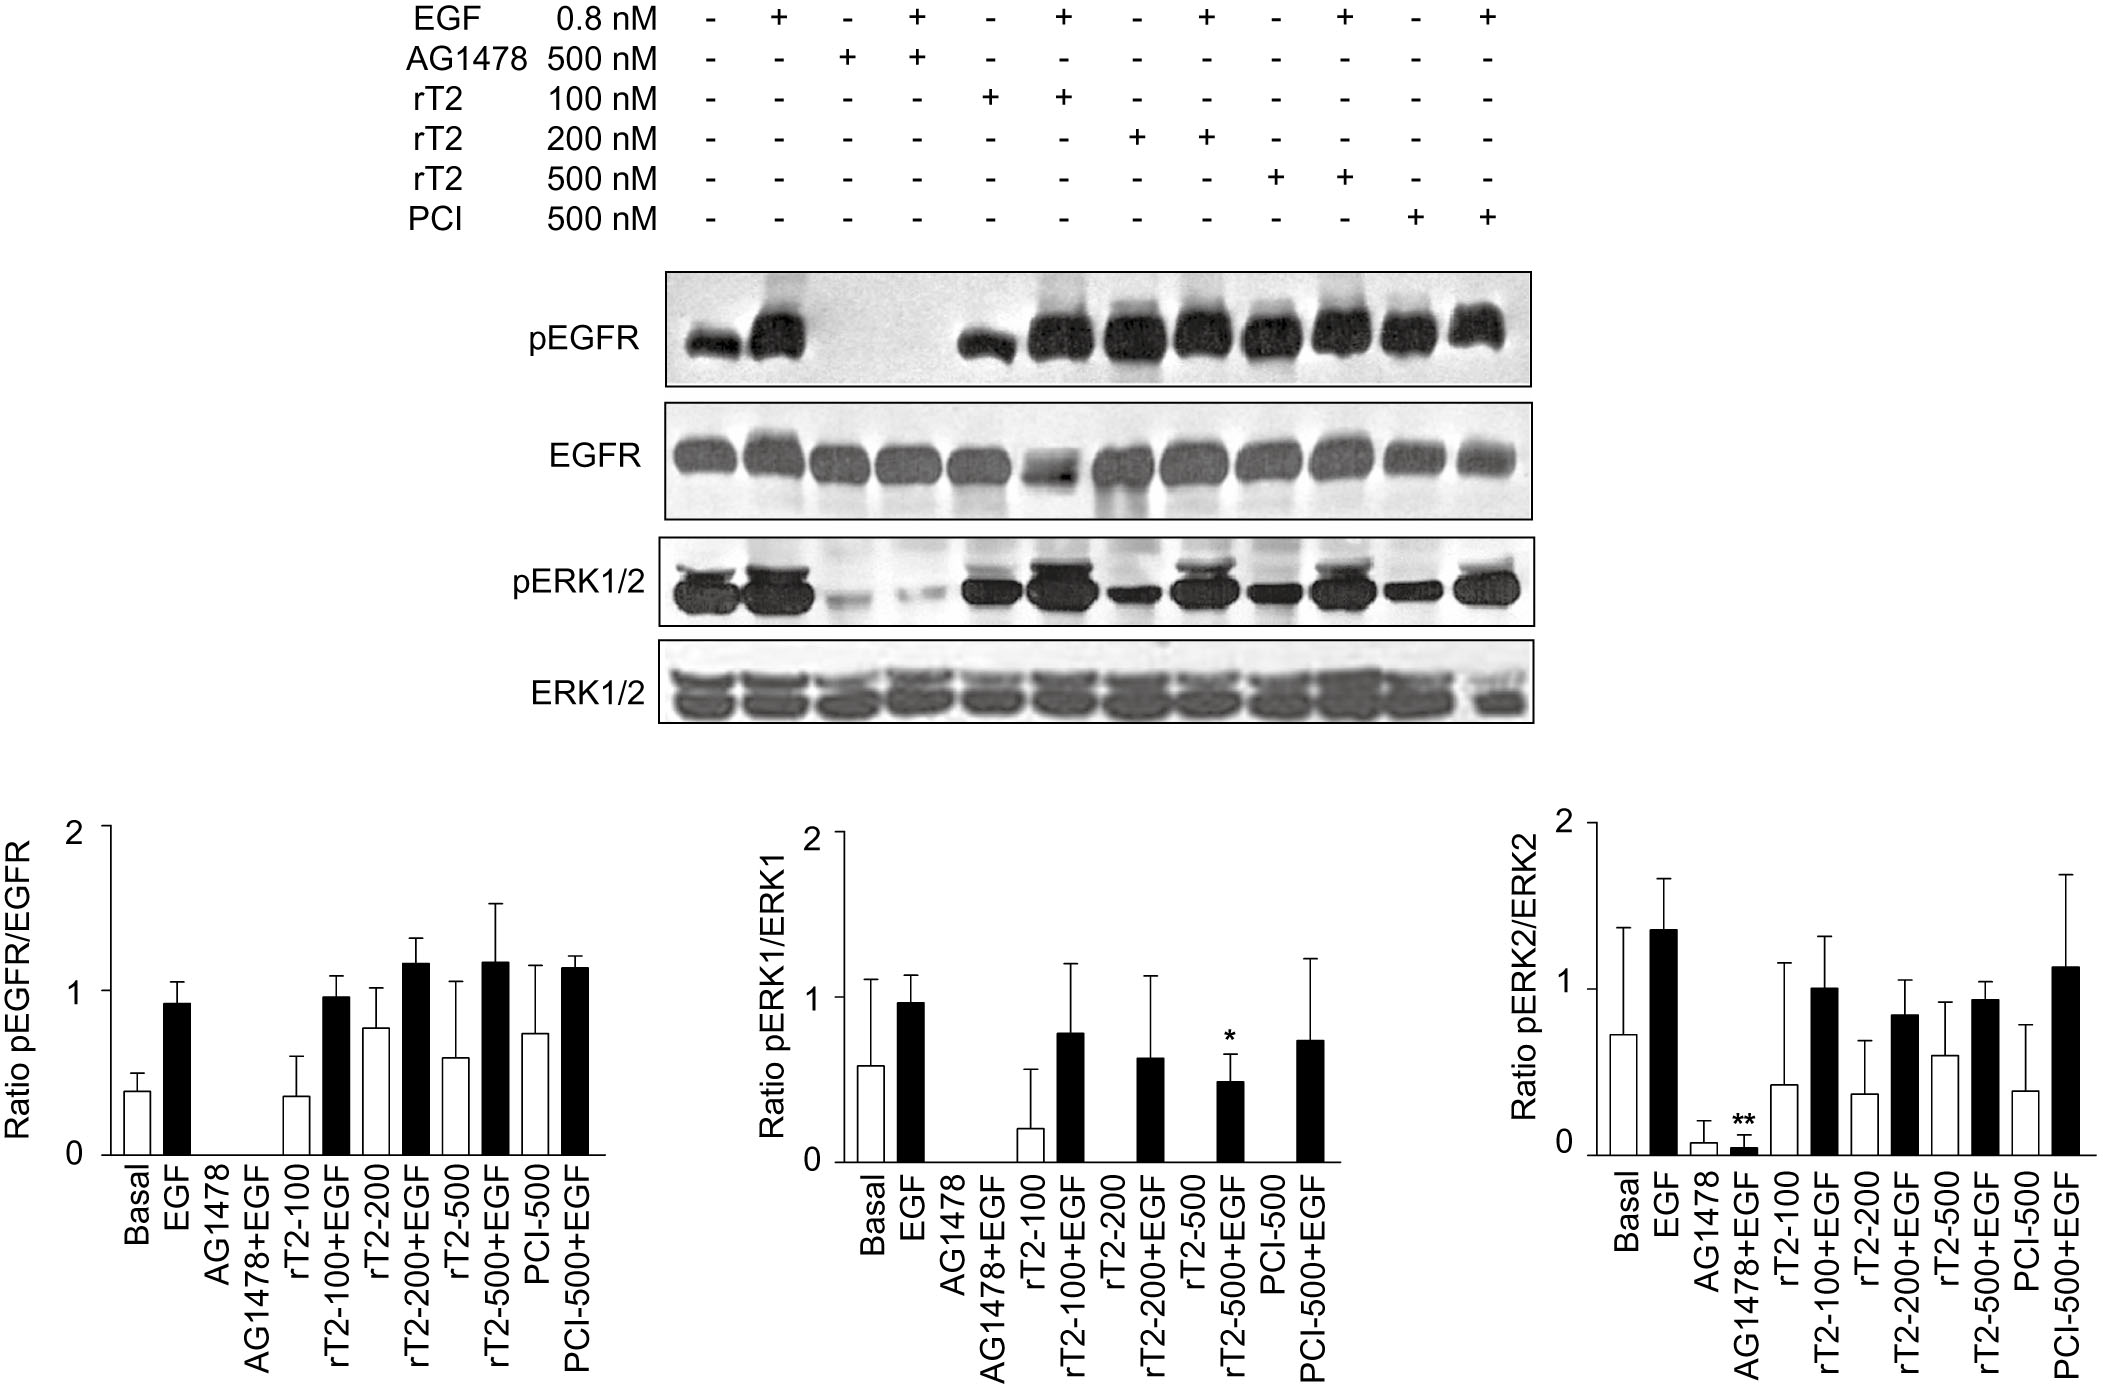 EGF 0.8 nM - + - + - + - + - + - +
AG1478 500 nM - - + + - - - - - - - -
rT2 100 nM - - - - + + - - - - - -
rT2 200 nM - - - - - - + + - - - -
rT2 500 nM - - - - - - - - + + - -
PCI 500 nM - - - - - - - - - - + +
pEGFR
EGFR
pERK1/2
ERK1/2
Ratio pEGFR/EGFR
2
1
0
Basal
EGF
AG1478
AG1478+EGF
rT2-100
rT2-100+EGF
rT2-200
rT2-200+EGF
rT2-500
rT2-500+EGF
PCI-500
PCI-500+EGF
Ratio pERK1/ERK1
2
1
0
*
Basal
EGF
AG1478
AG1478+EGF
rT2-100
rT2-100+EGF
rT2-200
rT2-200+EGF
rT2-500
rT2-500+EGF
PCI-500
PCI-500+EGF
Ratio pERK2/ERK2
2
1
0
**
Basal
EGF
AG1478
AG1478+EGF
rT2-100
rT2-100+EGF
rT2-200
rT2-200+EGF
rT2-500
rT2-500+EGF
PCI-500
PCI-500+EGF